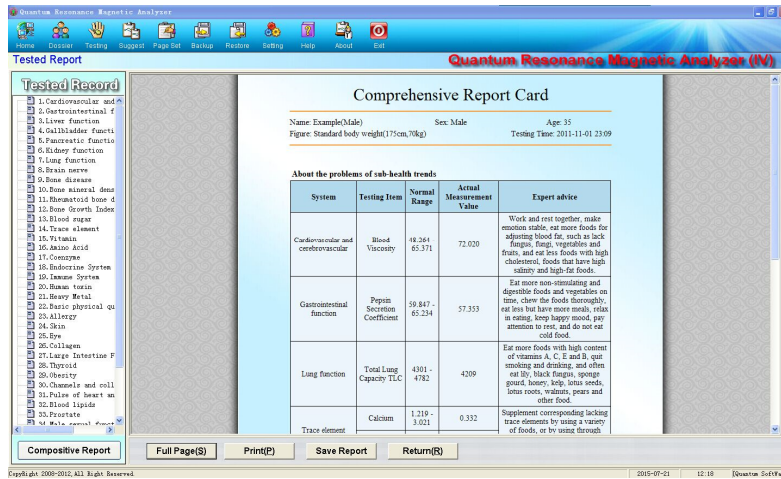 Quantum Resonance Magnetic Analyzer
Home Dossier Testing Suggest Page Set Backup Restore Setting Help About Exit
Tested Report
Quantum Resonance Magnetic Analyzer (IV)
Tested Record
1.Cardiovascular and
2.Gastrointestinal f
3.Liver function
4.Gallbladder functi
5.Pancreatic functio
6.Kidney function
7.Lung function
8.Brain nerve
9.Bone disease
10.Bone mineral dens
11.Rheumatoid bone d
12.Bone Growth Index
13.Blood sugar
14.Trace element
15.Vitamin
16.Amino Acid
17.Coenzyme
18.Endocrine System
19.Immune System
20.Human toxin
21.Heavy Metal
22.Basic physical qu
23.Allergy
24.Skin
25.Eye
26.Collagen
27.Large Intestine F
28.Thyroid
29.Obesity
30.Channels and coll
31.Pulse of heart an
32.Blood lipids
33.Prostate
34.Male sexual funct
Compositive Report
Comprehensive Report Card
Name: Example(Male) Sex: Male Age: 35
Figure: Standard body weight(175cm,70kg) Testing Time: 2011-11-01 23:09
About the problems of sub-health trends
System
Testing Item
Normal
Range
Actual
Measurement
Value
Expert advice
Cardiovascular and
cerebrovascular
Blood
Viscosity
48.264 -
65.371
72.020
Work and rest together, make
emotion stable, eat more foods for
adjusting blood fat, such as lack
fungus, fungi, vegetables and
fruits, and eat less foods with high
cholesterol, foods that have high
salinity and high-fat foods.
Gastrointestinal
function
Pepsin
Secretion
Coefficient
59.847 -
65.234
57.353
Eat more non-stimulating and
digestible foods and vegetables on
time, chew the foods thoroughly,
eat less but have more meals, relax
in eating, keep happy mood, pay
attention to rest, and do not eat
cold food.
Lung function
Total Lung
Capacity TLC
4301 -
4782
4209
Eat more foods with high content
of vitamins A, C, E and B, quit
smoking and drinking, and often
eat lily, black fungus, sponge
gourd, honey, kelp, lotus seeds,
lotus roots, walnuts, pears and
other food.
Trace element
Calcium
1.219 -
3.021
0.332
Supplement corresponding lacking
trace elements by using a variety
of foods, or by using through
Full Page(S) Print(P) Save Report Return(R)
CopyRight 2008-2012,All Right Reserved.
2015-07-21 12:18 [Quantum SoftWa